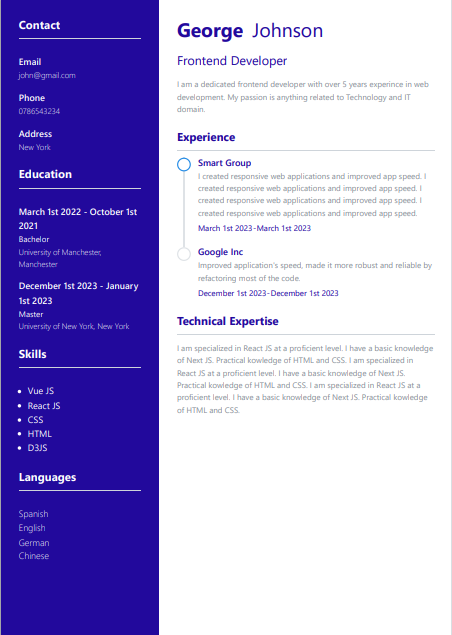 Contact
Email
john@gmail.com
Phone
0786543234
Address
New York
Education
March 1st 2022 - October 1st
2021
Bachelor
University of Manchester,
Manchester
December 1st 2023 - January
1st 2023
Master
University of New York, New York
Skills
Vue JS
React JS
CSS
HTML
D3JS
Languages
Spanish
English
German
Chinese
George Johnson
Frontend Developer
I am a dedicated frontend developer with over 5 years experince in web
development. My passion is anything related to Technology and IT
domain.
Experience
Smart Group
I created responsive web applications and improved app speed. I
created responsive web applications and improved app speed. I
created responsive web applications and improved app speed. I
created responsive web applications and improved app speed.
March 1st 2023-March 1st 2023
Google Inc
Improved application's speed, made it more robust and reliable by
refactoring most of the code.
December 1st 2023-December 1st 2023
Technical Expertise
I am specialized in React JS at a proficient level. I have a basic knowledge
of Next JS. Practical kowledge of HTML and CSS. I am specialized in
React JS at a proficient level. I have a basic knowledge of Next JS.
Practical kowledge of HTML and CSS. I am specialized in React JS at a
proficient level. I have a basic knowledge of Next JS. Practical kowledge
of HTML and CSS.